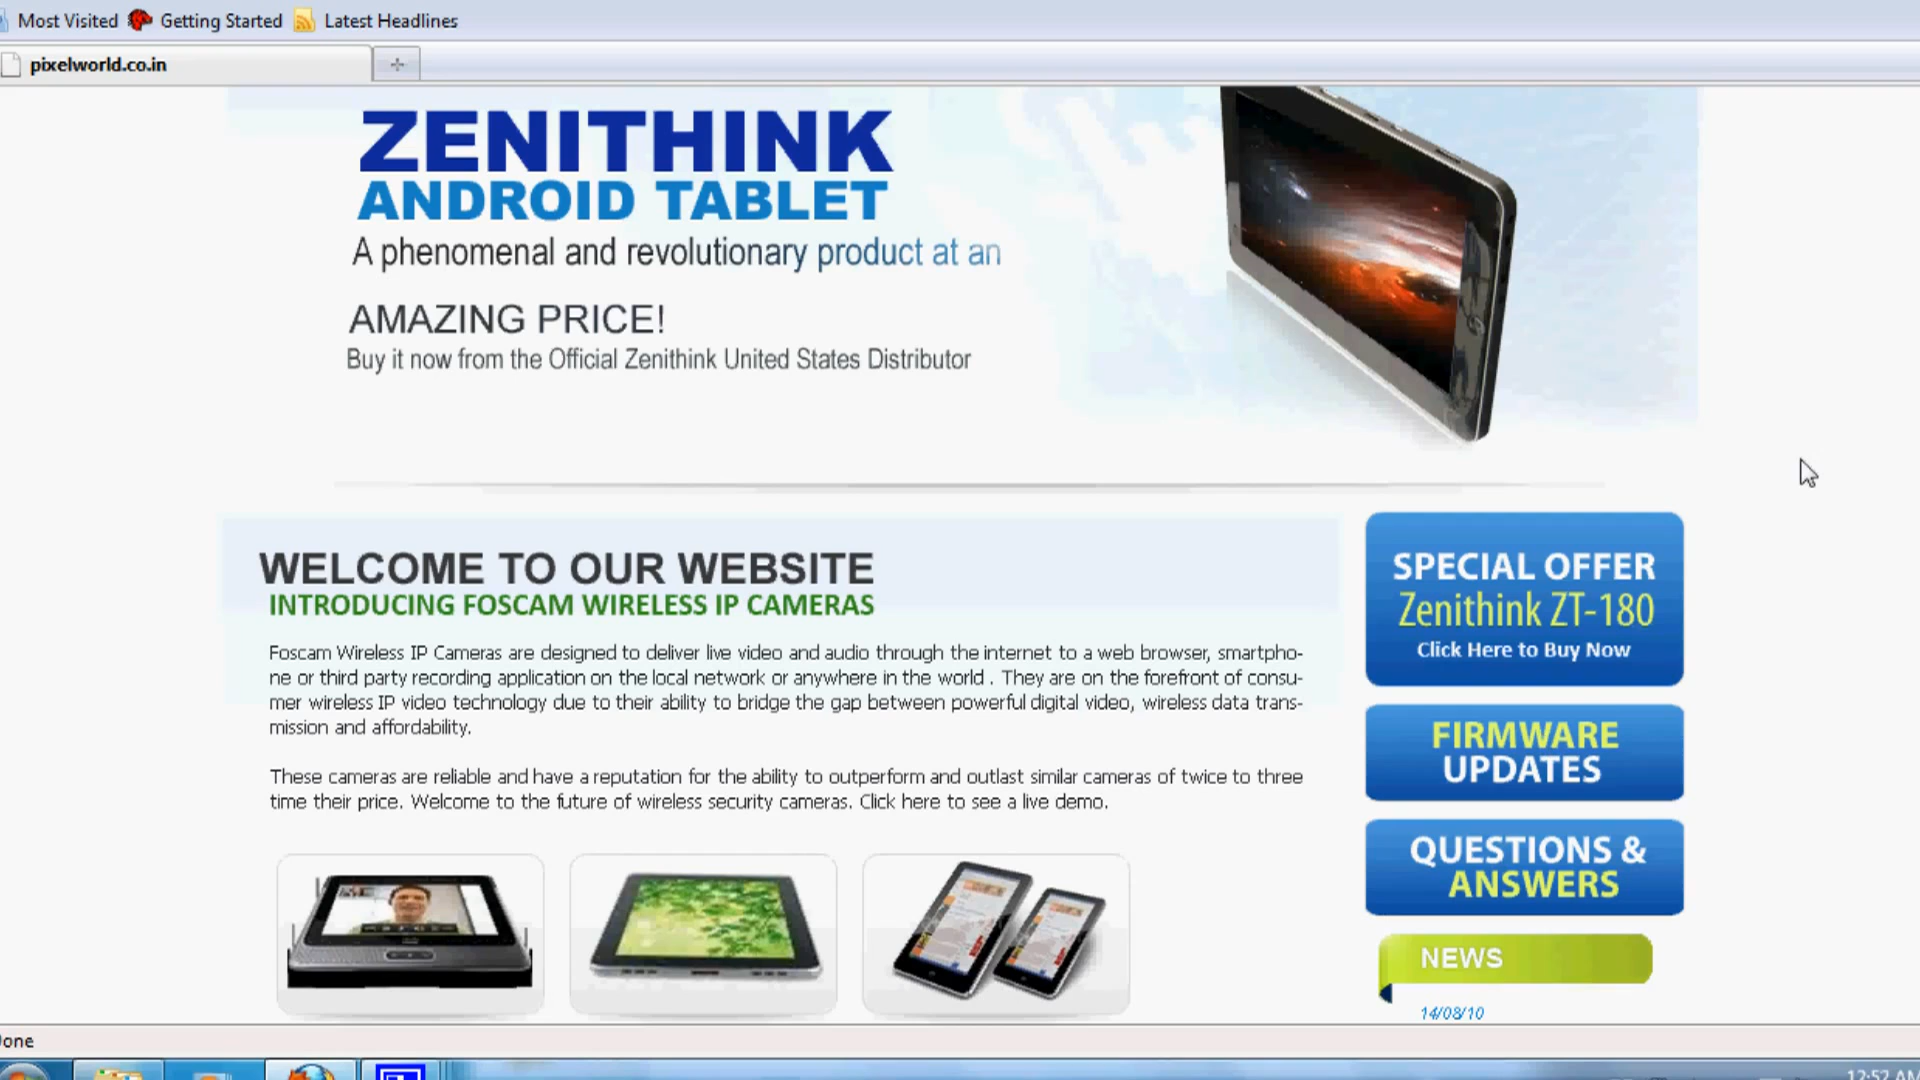 Most Visited Getting Started Latest Headlines
pixelworld.co.in
ZENITHINK
ANDROID TABLET
A phenomenal and revolutionary product at an
AMAZING PRICE!
Buy it now from the Official Zenithink United States Distributor
WELCOME TO OUR WEBSITE
INTRODUCING FOSCAM WIRELESS IP CAMERAS
Foscam Wireless IP Cameras are designed to deliver live video and audio through the internet to a web browser, smartpho-
ne or third party recording application on the local network or anywhere in the world . They are on the forefront of consu-
mer wireless IP video technology due to their ability to bridge the gap between powerful digital video, wireless data trans-
mission and affordability.
These cameras are reliable and have a reputation for the ability to outperform and outlast similar cameras of twice to three
time their price. Welcome to the future of wireless security cameras. Click here to see a live demo.
SPECIAL OFFER
Zenithink ZT-180
Click Here to Buy Now
FIRMWARE
UPDATES
QUESTIONS &
ANSWERS
NEWS
14/08/10
one
12:52 AM